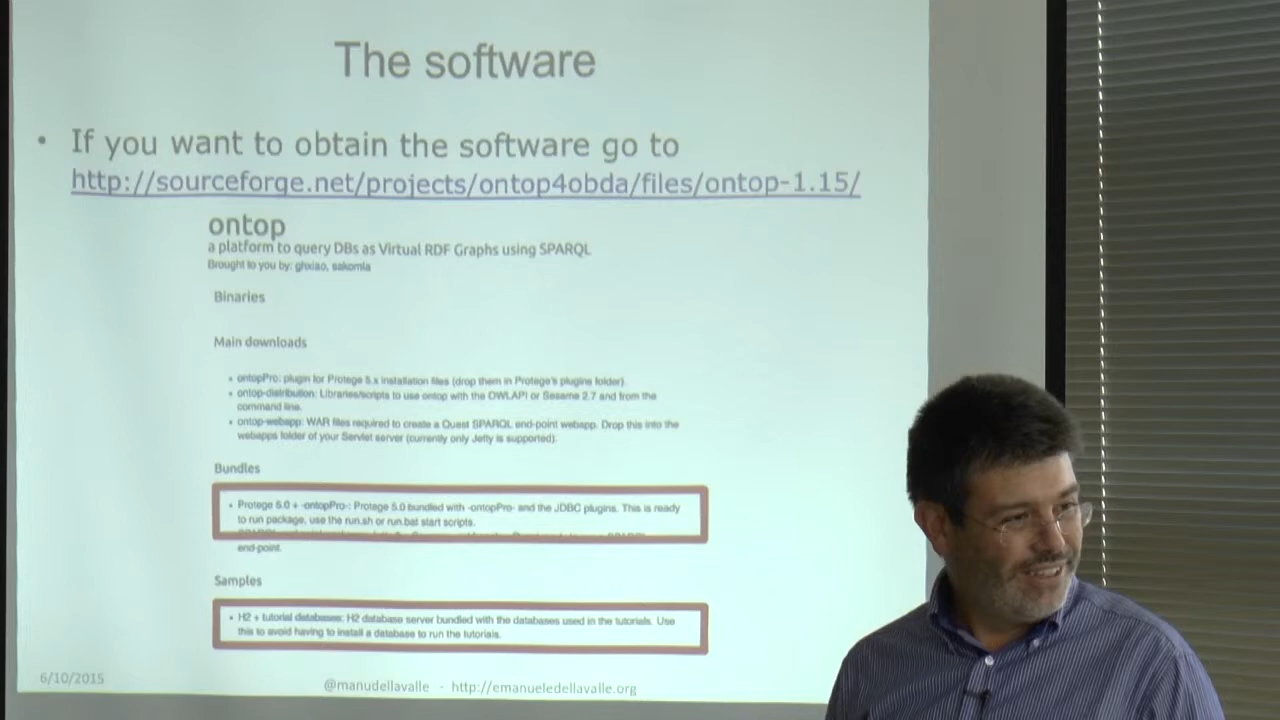 The software
• If you want to obtain the software go to
http://sourceforge.net/projects/ontop4obda/files/ontop-1.15/
ontop
a platform to query DBs as Virtual RDF Graphs using SPARQL
Brought to you by: ghxiao, sakomla
Binaries
Main downloads
• ontopPro: plugin for Protege 5.x installation files (drop them in Protege's plugins folder).
• ontop-distribution: Libraries/scripts to use ontop with the OWLAPI or Sesame 2.7 and from the
command line.
• ontop-webapp: WAR files required to create a Quest SPARQL end-point webapp. Drop this into the
webapps folder of your Servlet server (currently only Jetty is supported).
Bundles
• Protege 5.0 + -ontopPro-: Protege 5.0 bundled with -ontopPro- and the JDBC plugins. This is ready
to run package, use the run.sh or run.bat start scripts.
end-point.
Samples
• H2 + tutorial databases: H2 database server bundled with the databases used in the tutorials. Use
this to avoid having to install a database to run the tutorials.
6/10/2015
@manudellavalle - http://emanueledellavalle.org